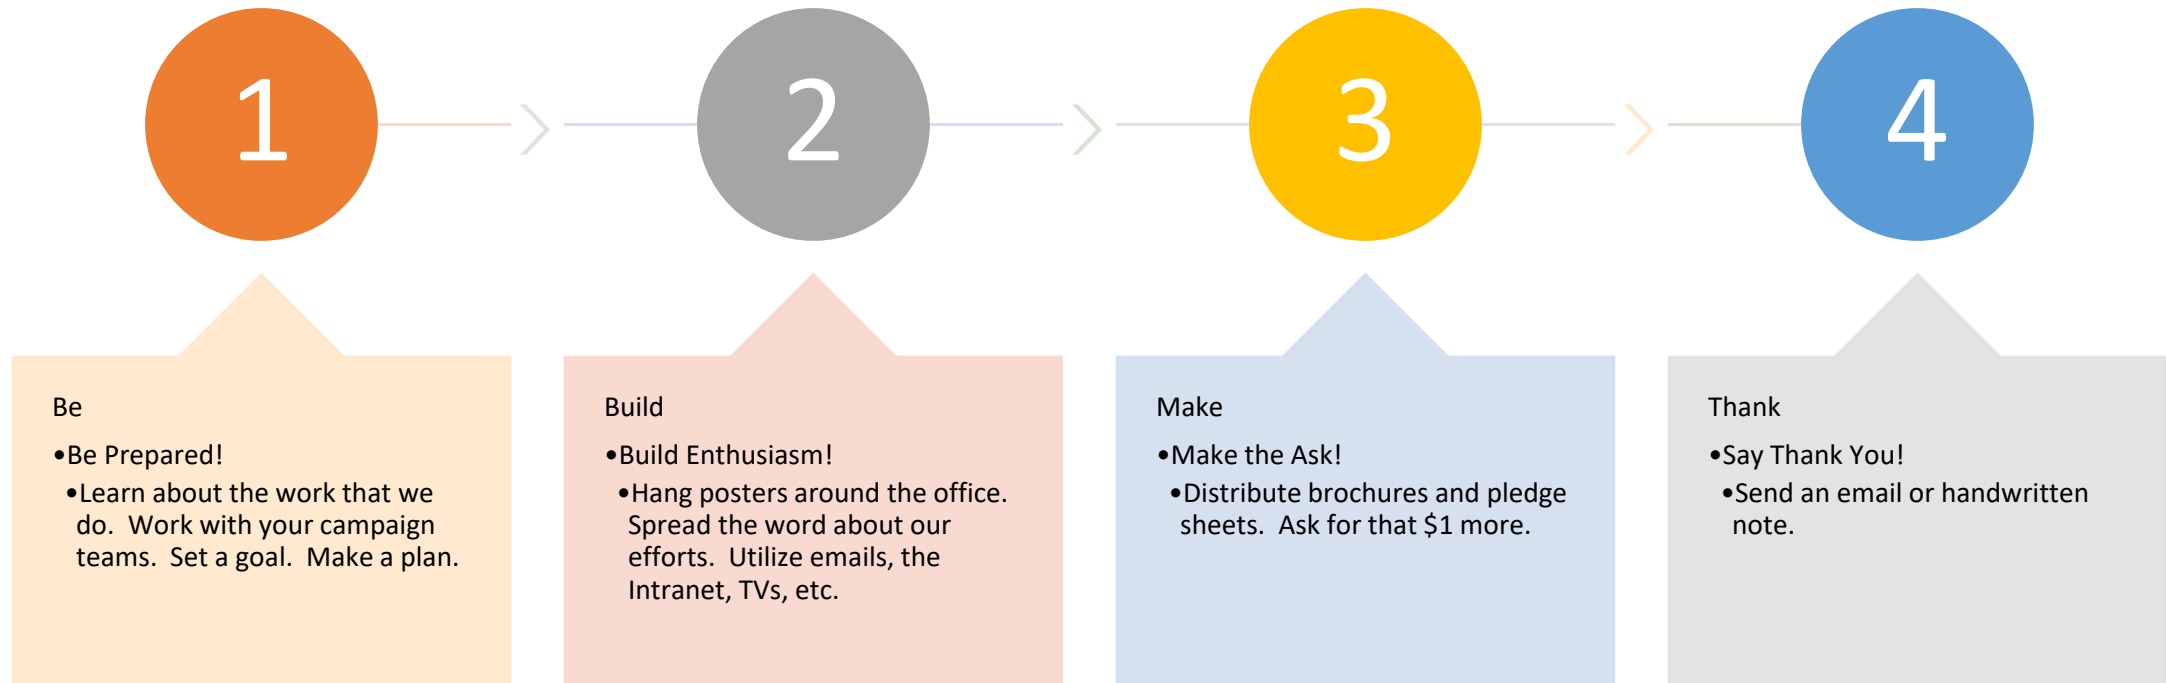 1
2
3
4
Be
•Be Prepared!
•Learn about the work that we
do.  Work with your campaign
teams.  Set a goal.  Make a plan.
Build
•Build Enthusiasm!
•Hang posters around the office.
Spread the word about our
efforts.  Utilize emails, the
Intranet, TVs, etc.
Make
•Make the Ask!
•Distribute brochures and pledge
sheets.  Ask for that $1 more.
Thank
•Say Thank You!
•Send an email or handwritten
note.